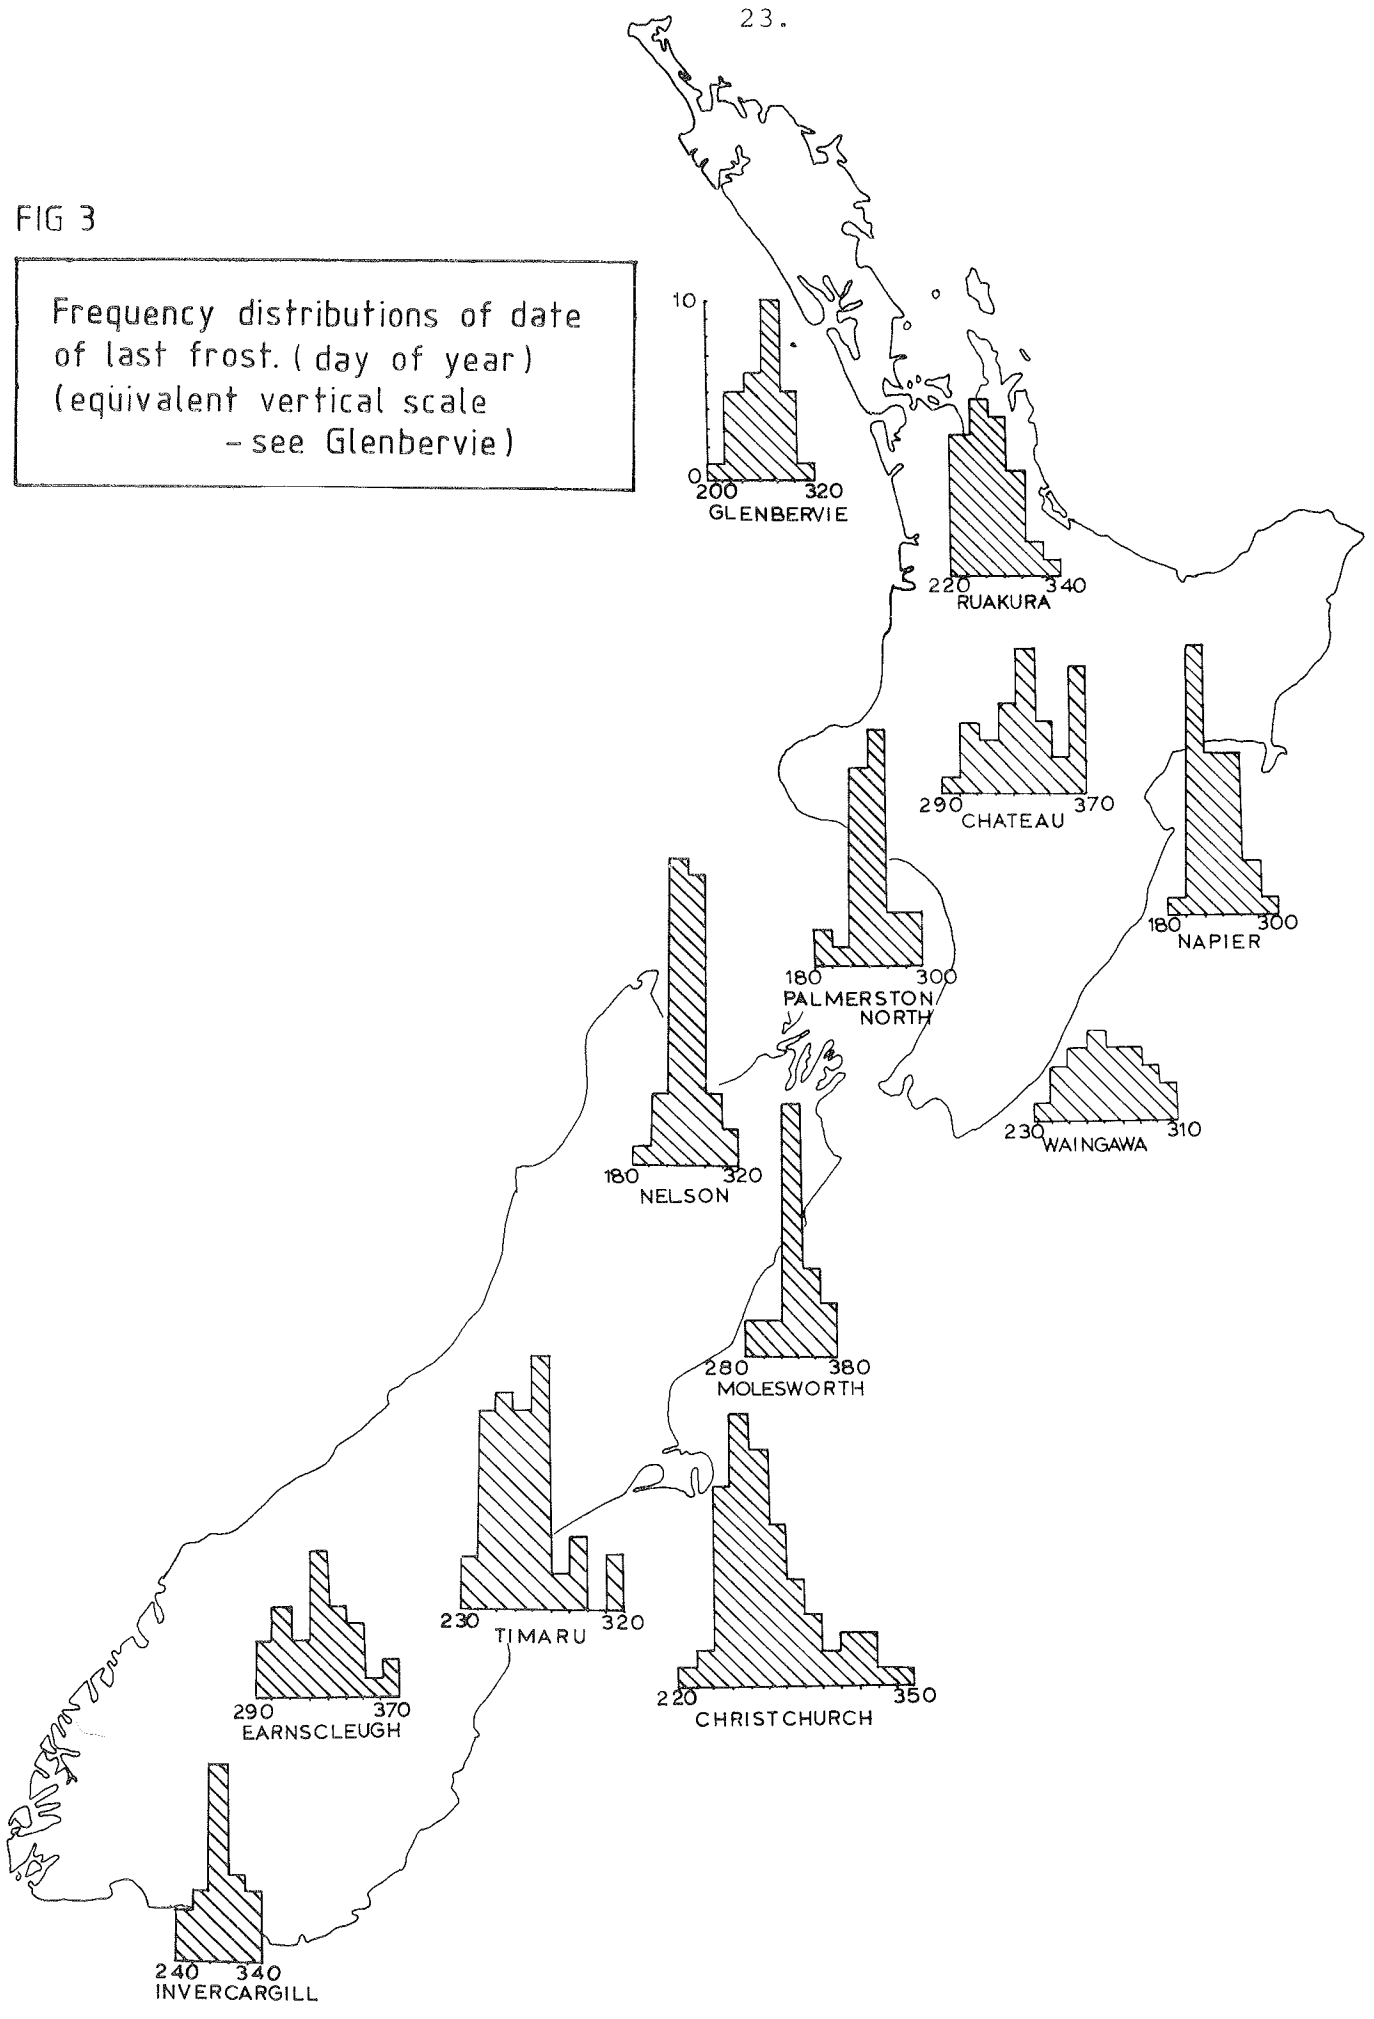 23.
FIG 3
Frequency distributions of date
of last frost. (day of year)
(equivalent vertical scale
- see Glenbervie)
10
0
200 320
GLENBERVIE
220 340
RUAKURA
290 370
CHATEAU
180 300
NAPIER
180 300
PALMERSTON
NORTH
230 310
WAINGAWA
180 320
NELSON
280 380
MOLESWORTH
230 320
TIMARU
220 350
CHRISTCHURCH
290 370
EARNSCLEUGH
240 340
INVERCARGILL